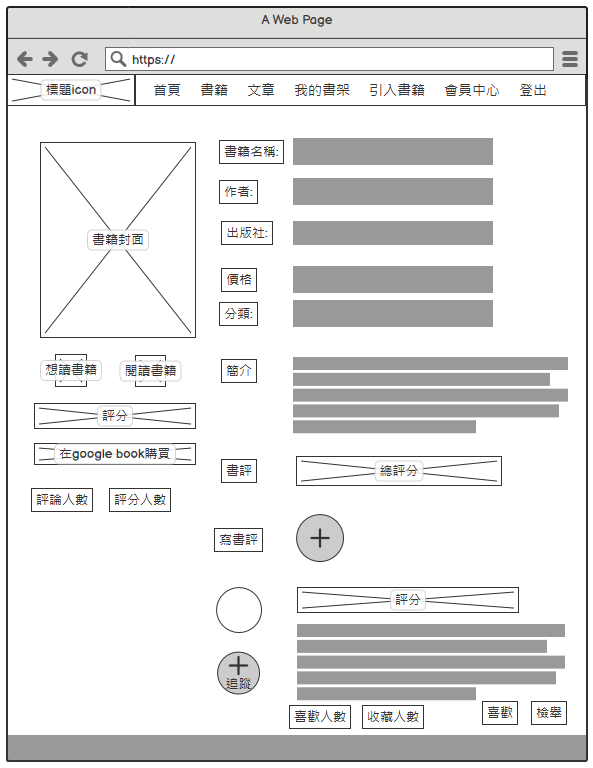 A Web Page
https://
標題icon
首頁 書籍 文章 我的書架 引入書籍 會員中心 登出
書籍封面
書籍名稱:
作者:
出版社:
價格
分類:
想讀書籍 閱讀書籍
簡介
評分
在google book購買
評論人數 評分人數
書評
總評分
寫書評
評分
追蹤
喜歡人數 收藏人數 喜歡 檢舉